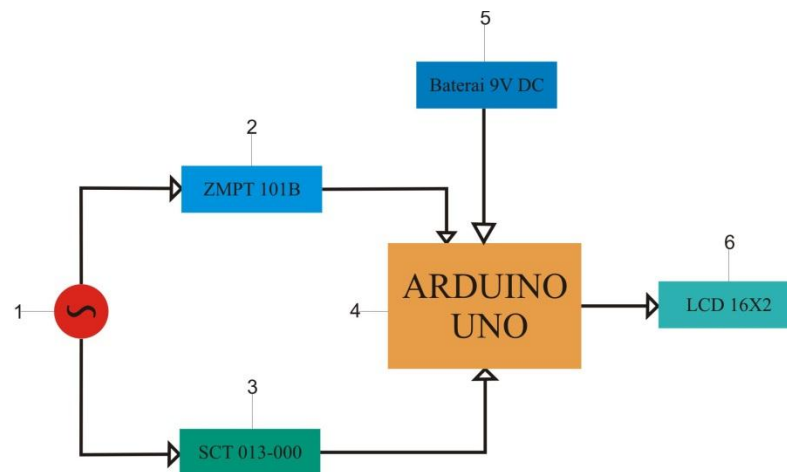 5
Baterai 9V DC
2
ZMPT 101B
6
1
4
ARDUINO
UNO
LCD 16X2
3
SCT 013-000